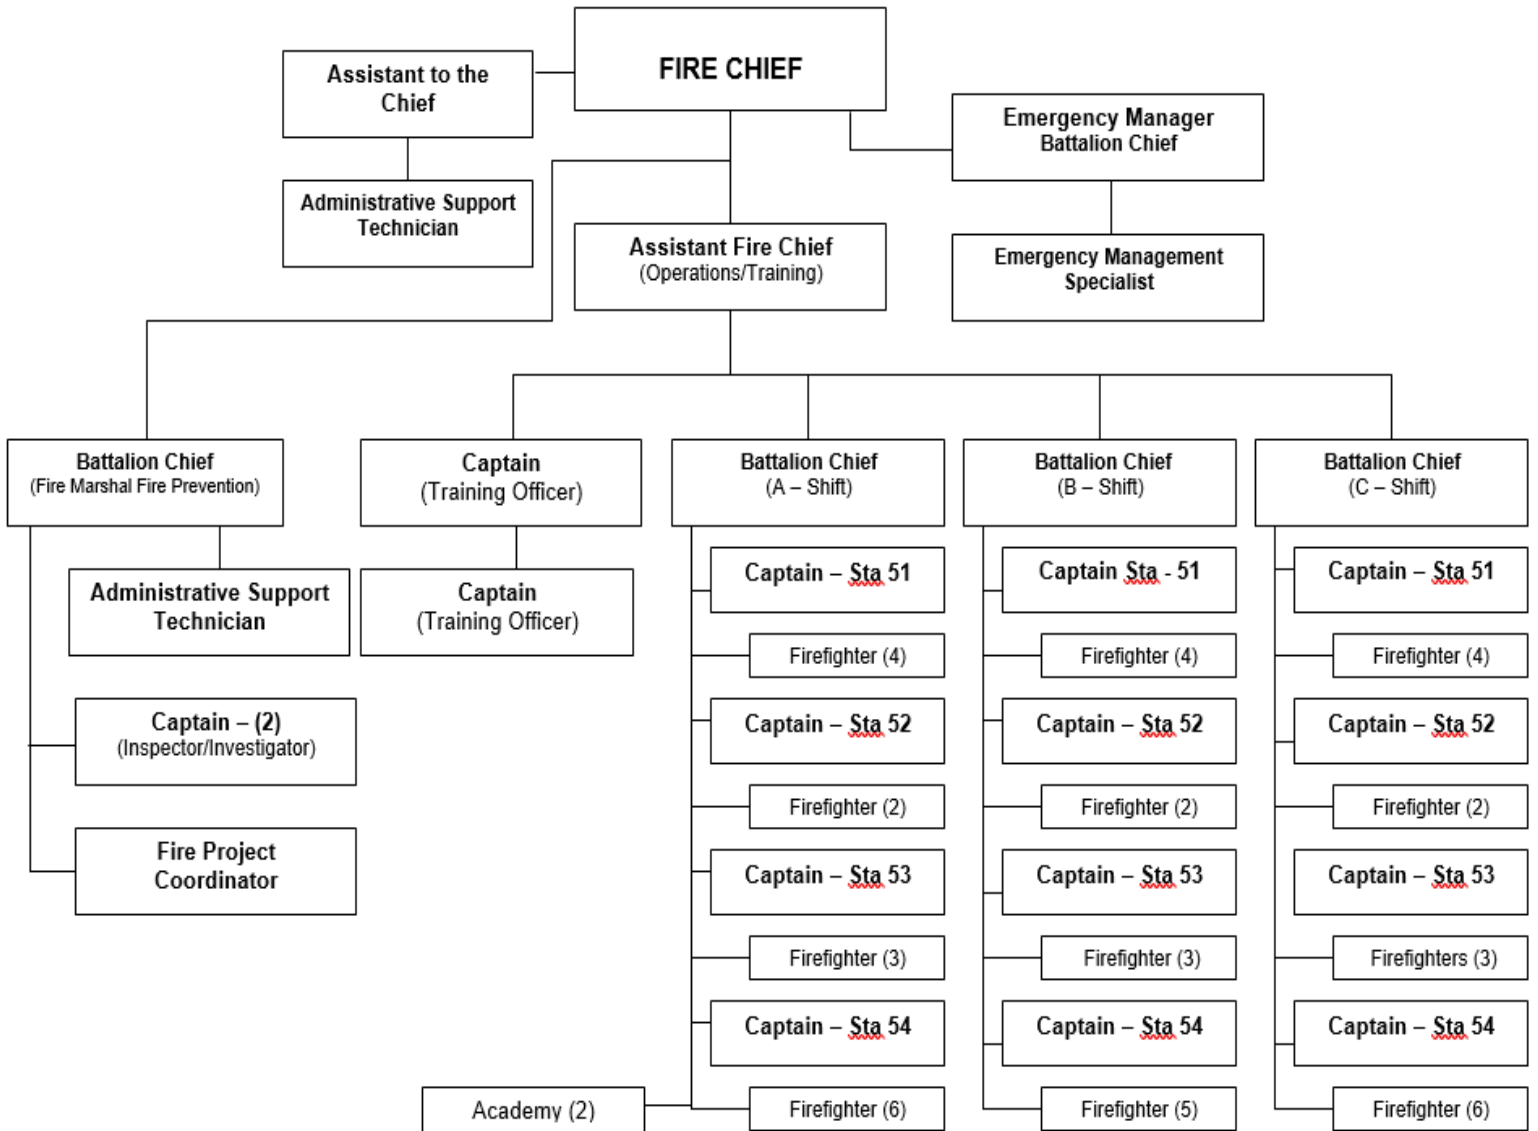 FIRE CHIEF
Assistant to the
Chief
Emergency Manager
Battalion Chief
Administrative Support
Technician
Assistant Fire Chief
(Operations/Training)
Emergency Management
Specialist
Battalion Chief
(Fire Marshal Fire Prevention)
Administrative Support
Technician
Captain – (2)
(Inspector/Investigator)
Fire Project
Coordinator
Captain
(Training Officer)
Captain
(Training Officer)
Battalion Chief
(A – Shift)
Captain – Sta 51
Firefighter (4)
Captain – Sta 52
Firefighter (2)
Captain – Sta 53
Firefighter (3)
Captain – Sta 54
Firefighter (6)
Academy (2)
Battalion Chief
(B – Shift)
Captain Sta - 51
Firefighter (4)
Captain – Sta 52
Firefighter (2)
Captain – Sta 53
Firefighter (3)
Captain – Sta 54
Firefighter (5)
Battalion Chief
(C – Shift)
Captain – Sta 51
Firefighter (4)
Captain – Sta 52
Firefighter (2)
Captain – Sta 53
Firefighters (3)
Captain – Sta 54
Firefighter (6)